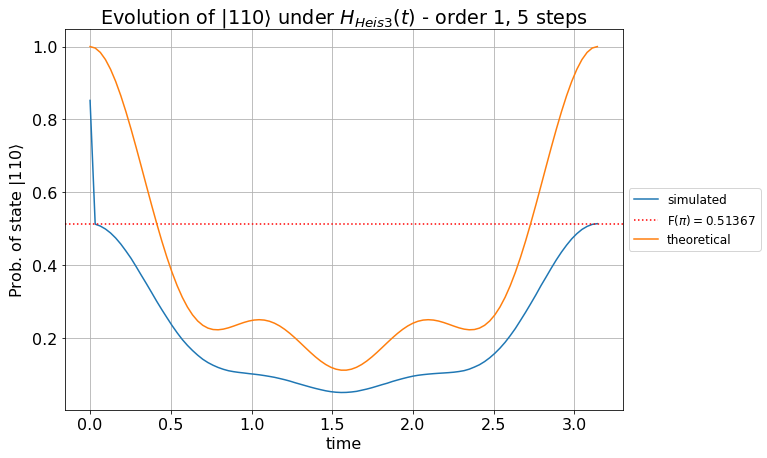 Evolution of |110⟩ under H_{Heis3}(t) - order 1, 5 steps
Prob. of state |110⟩
1.0
0.8
0.6
0.4
0.2
0.0
0.5
1.0
1.5
2.0
2.5
3.0
time
simulated
F(π) = 0.51367
theoretical